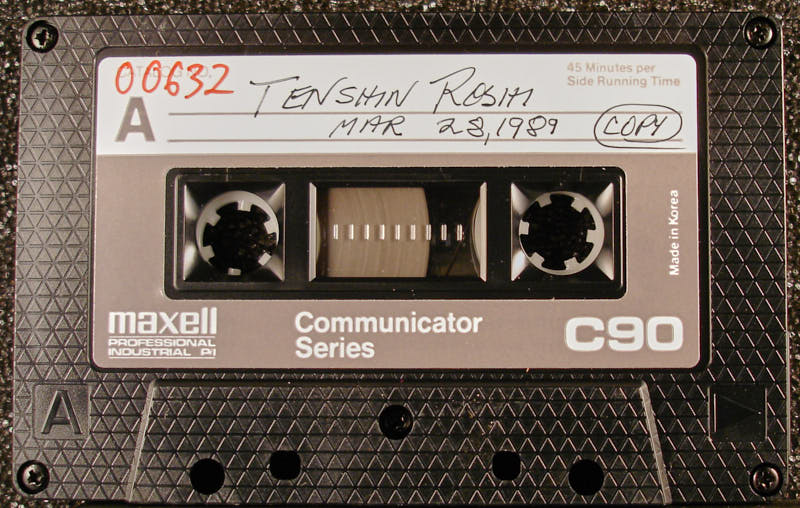 00632
TENSHIN ROSHI
45 Minutes per
Side Running Time
A
MAR 28, 1989
COPY
Made in Korea
maxell
PROFESSIONAL
INDUSTRIAL P/I
Communicator
Series
C90
A